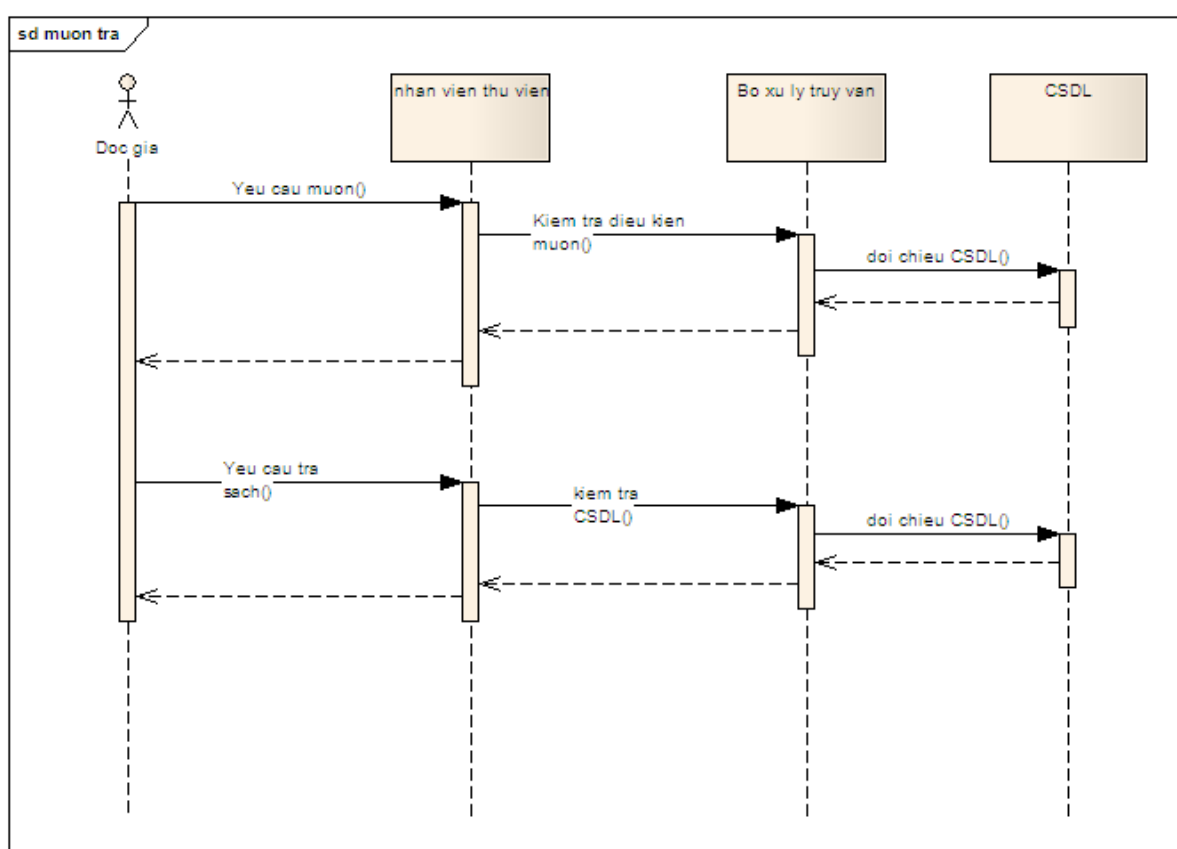 sd muon tra
nhan vien thu vien
Bo xu ly truy van
CSDL
Doc gia
Yeu cau muon()
Kiem tra dieu kien
muon()
doi chieu CSDL()
Yeu cau tra
sach()
kiem tra
CSDL()
doi chieu CSDL()